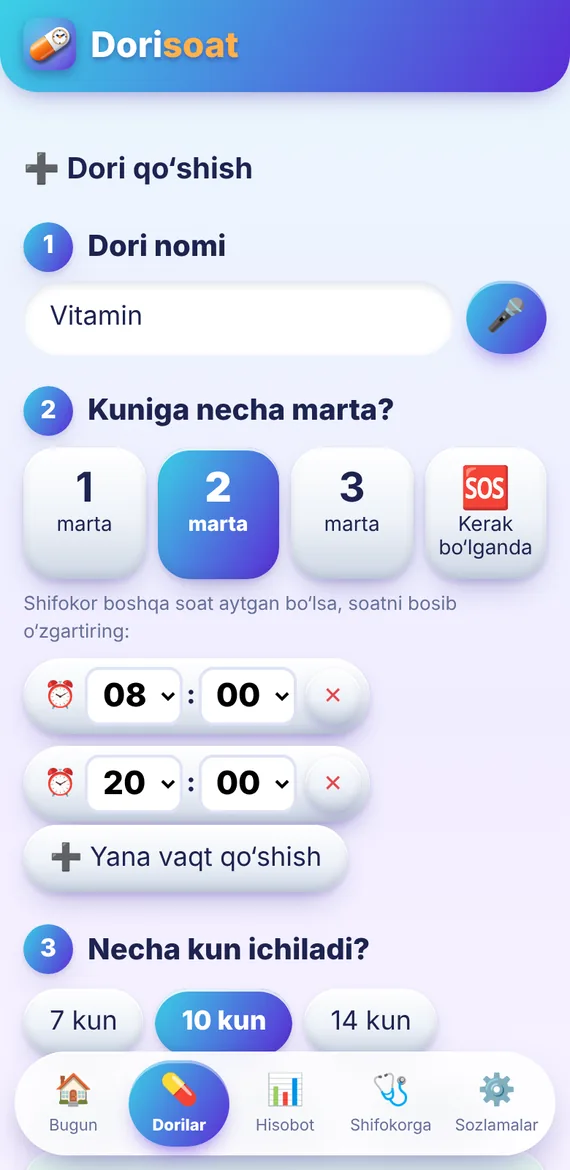 Dorisoat
➕ Dori qo‘shish
1 Dori nomi
Vitamin
2 Kuniga necha marta?
1 marta
2 marta
3 marta
SOS Kerak bo‘lganda
Shifokor boshqa soat aytgan bo‘lsa, soatni bosib
o‘zgartiring:
08 : 00 ✕
20 : 00 ✕
➕ Yana vaqt qo‘shish
3 Necha kun ichiladi?
7 kun 10 kun 14 kun
Bugun Dorilar Hisobot Shifokorga Sozlamalar